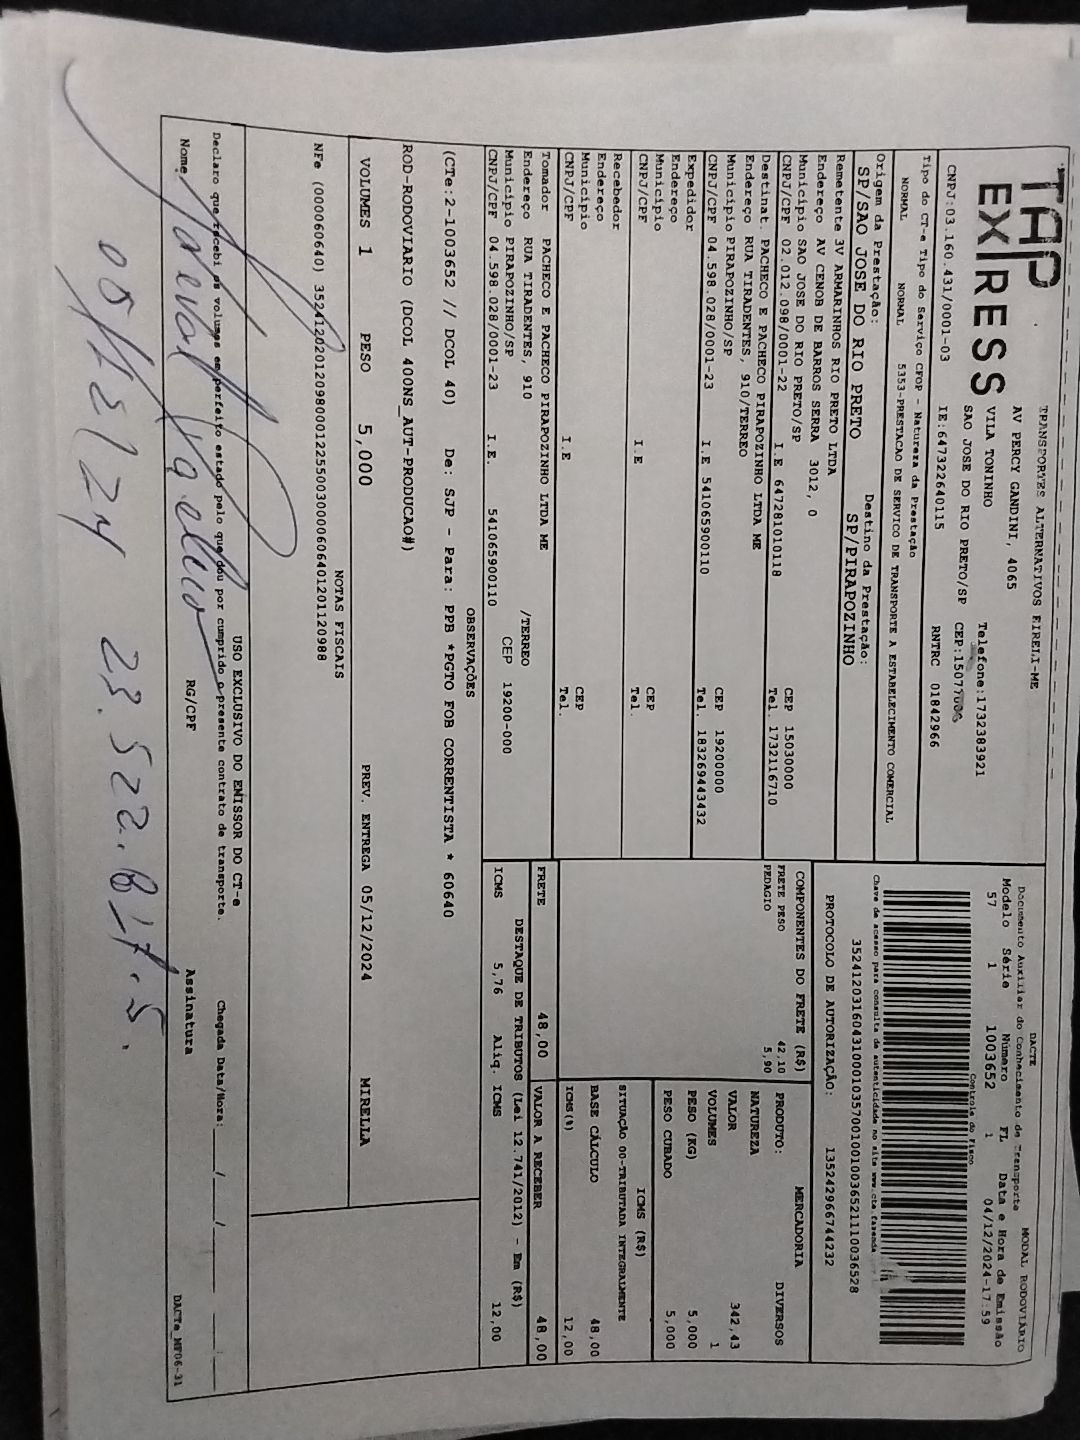 TAP EXPRESS
TRANSPORTES ALTERNATIVOS EIRELI-ME
AV PERCY GANDINI, 4065
VILA TONINHO Telefone:1732383921
SAO JOSE DO RIO PRETO/SP
CNPJ:03.160.431/0001-03 IE:647322640115 RNTRC 01842966
Tipo do CT-e Tipo do Serviço CFOP - Natureza da Prestação
NORMAL NORMAL 5353-PRESTACAO DE SERVICO DE TRANSPORTE A ESTABELECIMENTO COMERCIAL
Origem da Prestação: Destino da Prestação:
SP/SAO JOSE DO RIO PRETO SP/PIRAPOZINHO
Remetente 3V ARMARINHOS RIO PRETO LTDA
Endereço AV CENOB DE BARROS SERRA 3012, 0
Município SAO JOSE DO RIO PRETO/SP CEP 15030000
CNPJ/CPF 02.012.098/0001-22 I.E 647281010118 Tel. 1732116710
Destinat. PACHECO E PACHECO PIRAPOZINHO LTDA ME
Endereço RUA TIRADENTES, 910/TERREO
Município PIRAPOZINHO/SP CEP 19200000
CNPJ/CPF 04.598.028/0001-23 I.E 541065900110 Tel. 183269443432
Expedidor
Endereço
Município CEP
CNPJ/CPF I.E Tel.
Recebedor
Endereço
Município CEP
CNPJ/CPF I.E Tel.
Tomador PACHECO E PACHECO PIRAPOZINHO LTDA ME
Endereço RUA TIRADENTES, 910 /TERREO
Município PIRAPOZINHO/SP CEP 19200-000
CNPJ/CPF 04.598.028/0001-23 I.E. 541065900110
DACTE MODAL RODOVIÁRIO
Documento Auxiliar do Conhecimento de Transporte
Modelo Série Número FL Data e Hora de Emissão
57 1 1003652 1 04/12/2024-17:59
Controle do Fisco
35241203160431000103570010010036521110036528
Chave de acesso para consulta de autenticidade no site www.cte.fazenda
PROTOCOLO DE AUTORIZAÇÃO: 135242966744232
COMPONENTES DO FRETE (R$)
FRETE PESO 42,10
PEDAGIO 5,90
MERCADORIA
PRODUTO: DIVERSOS
NATUREZA
VALOR 342,43
VOLUMES 1
PESO (KG) 5,000
PESO CUBADO 5,000
ICMS (R$)
SITUAÇÃO 00-TRIBUTADA INTEGRALMENTE
BASE CÁLCULO 48,00
ICMS(%) 12,00
FRETE 48,00 VALOR A RECEBER 48,00
DESTAQUE DE TRIBUTOS (Lei 12.741/2012) - Em (R$)
ICMS 5,76 Aliq. ICMS 12,00
OBSERVAÇÕES
(CTe:2-1003652 // DCOL 40) De: SJP - Para: PPB *PGTO FOB CORRENTISTA * 60640
ROD-RODOVIARIO (DCOL 400NS_AUT-PRODUCAO#)
VOLUMES 1 PESO 5,000 PREV. ENTREGA 05/12/2024 MIRELLA
NOTAS FISCAIS
NFe (000060640) 35241202012098000122550030000606401201120988
USO EXCLUSIVO DO EMISSOR DO CT-e
Declaro que recebi os volumes em perfeito estado pelo que dou por cumprido o presente contrato de transporte. Chegada Data/Hora: ___/___/___
Nome RG/CPF Assinatura
DACTe_MF06-31
05/12/24 23.522.817.5.